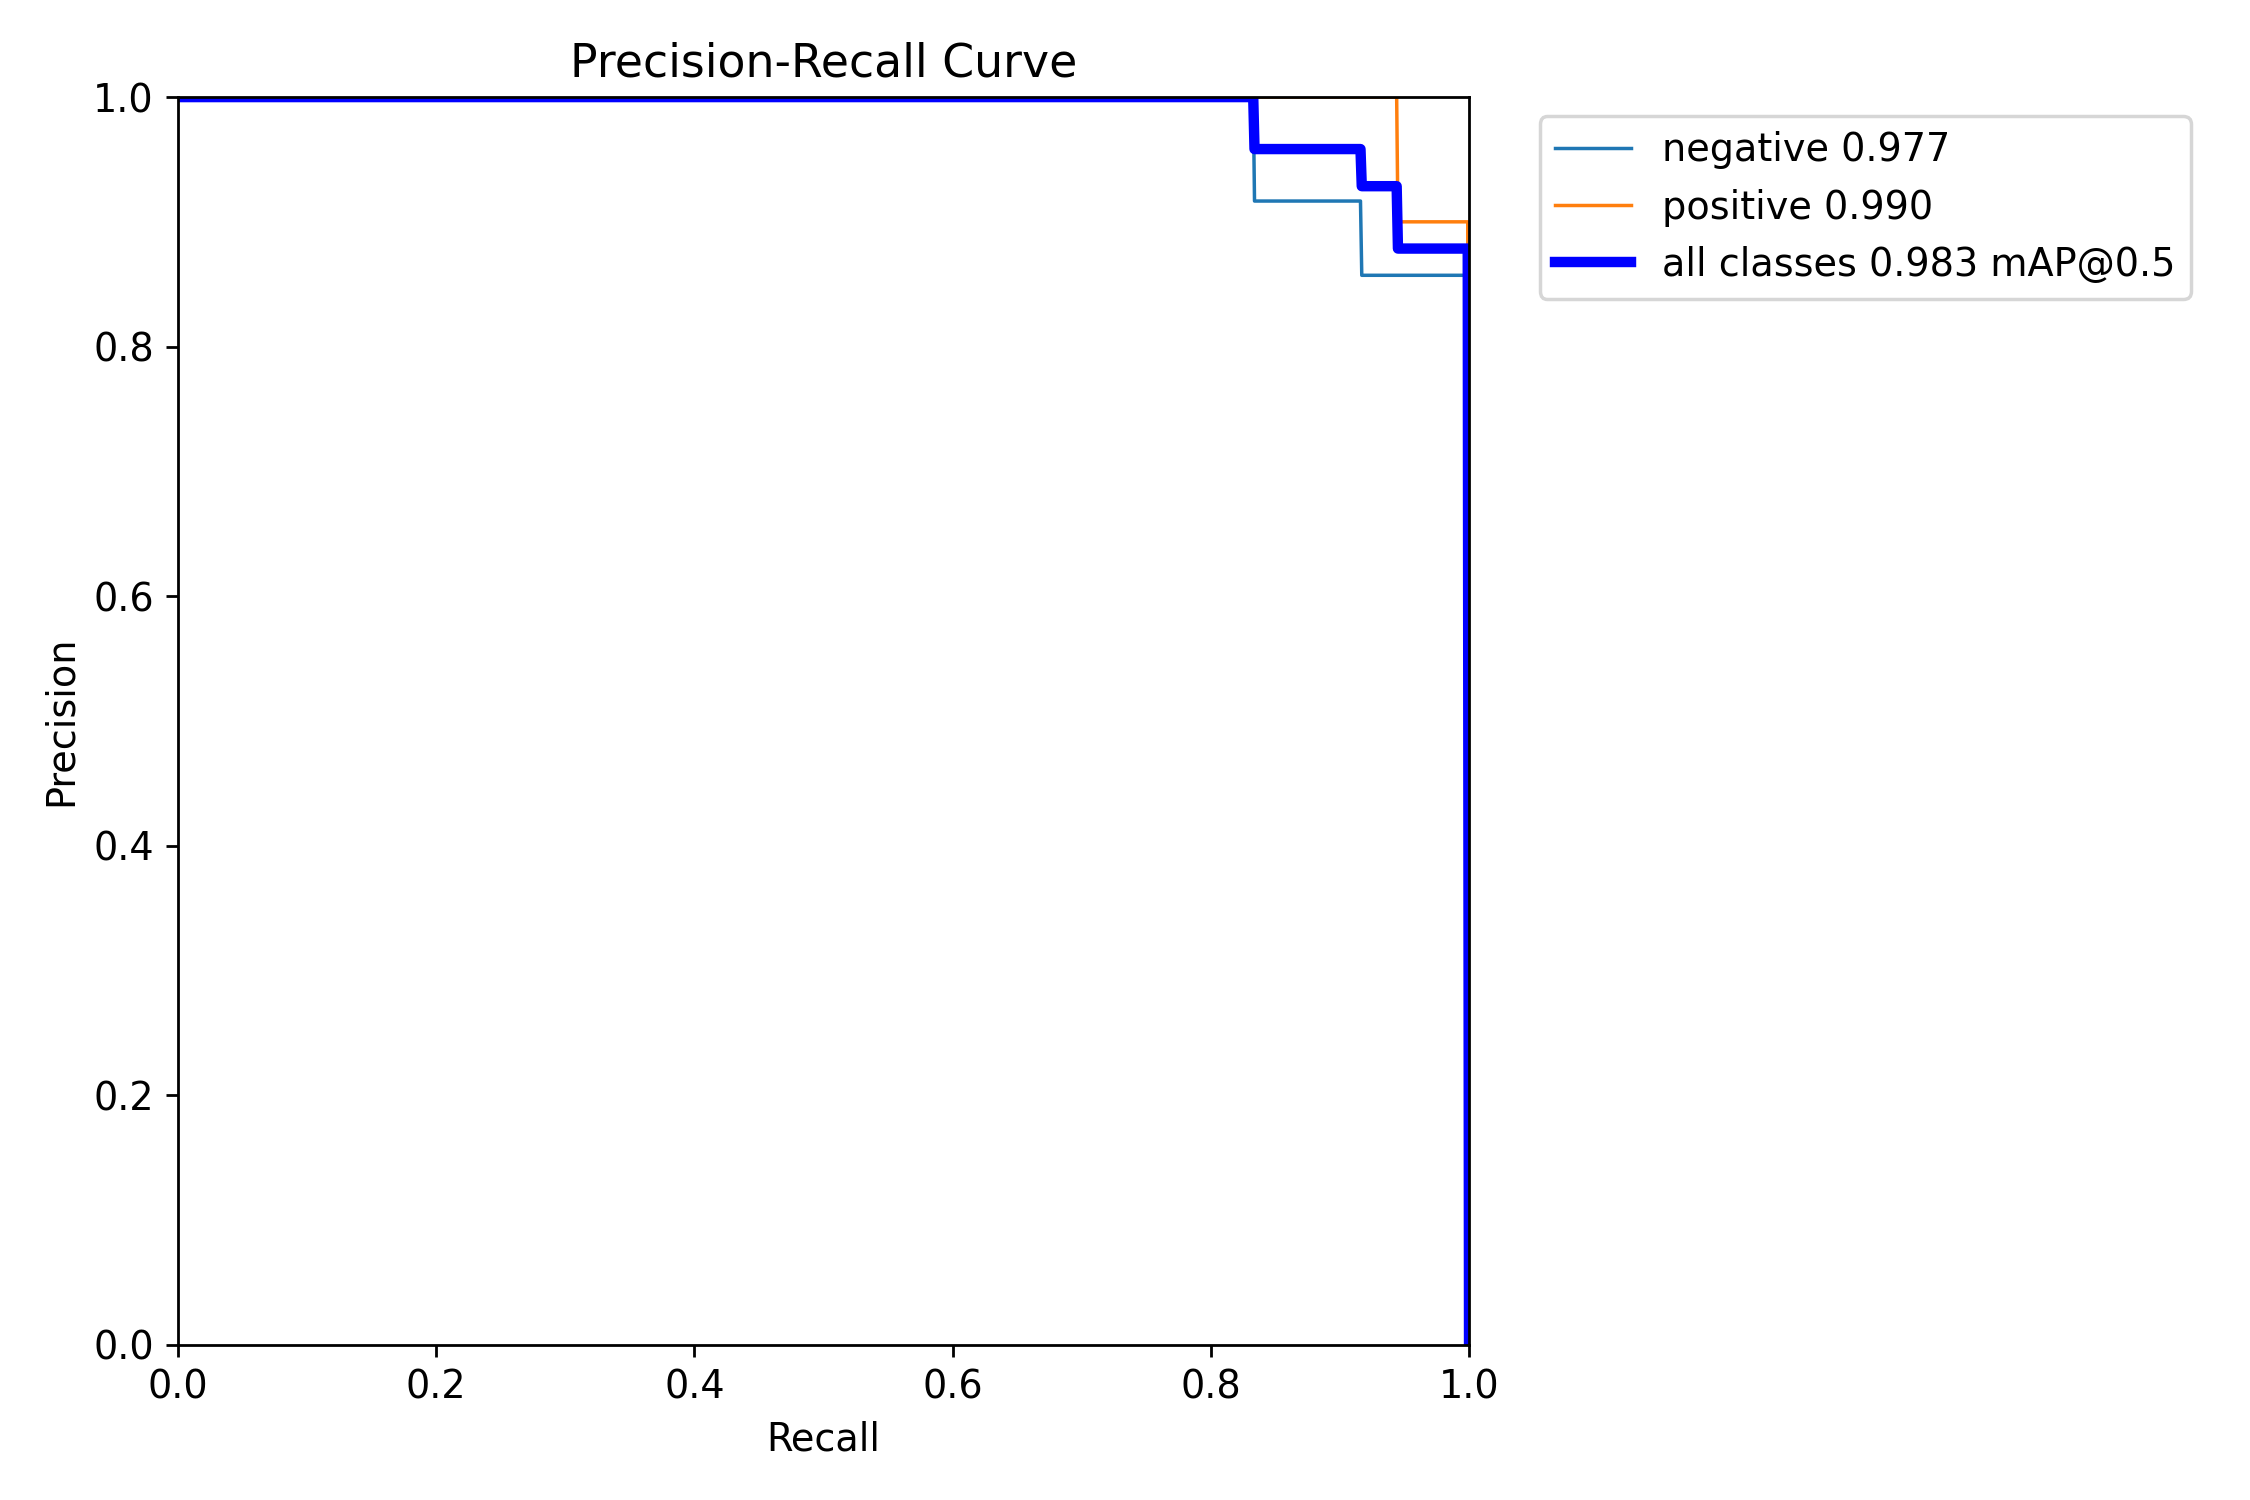 Precision-Recall Curve
1.0
0.8
0.6
0.4
0.2
0.0
Precision
0.0 0.2 0.4 0.6 0.8 1.0
Recall
negative 0.977
positive 0.990
all classes 0.983 mAP@0.5